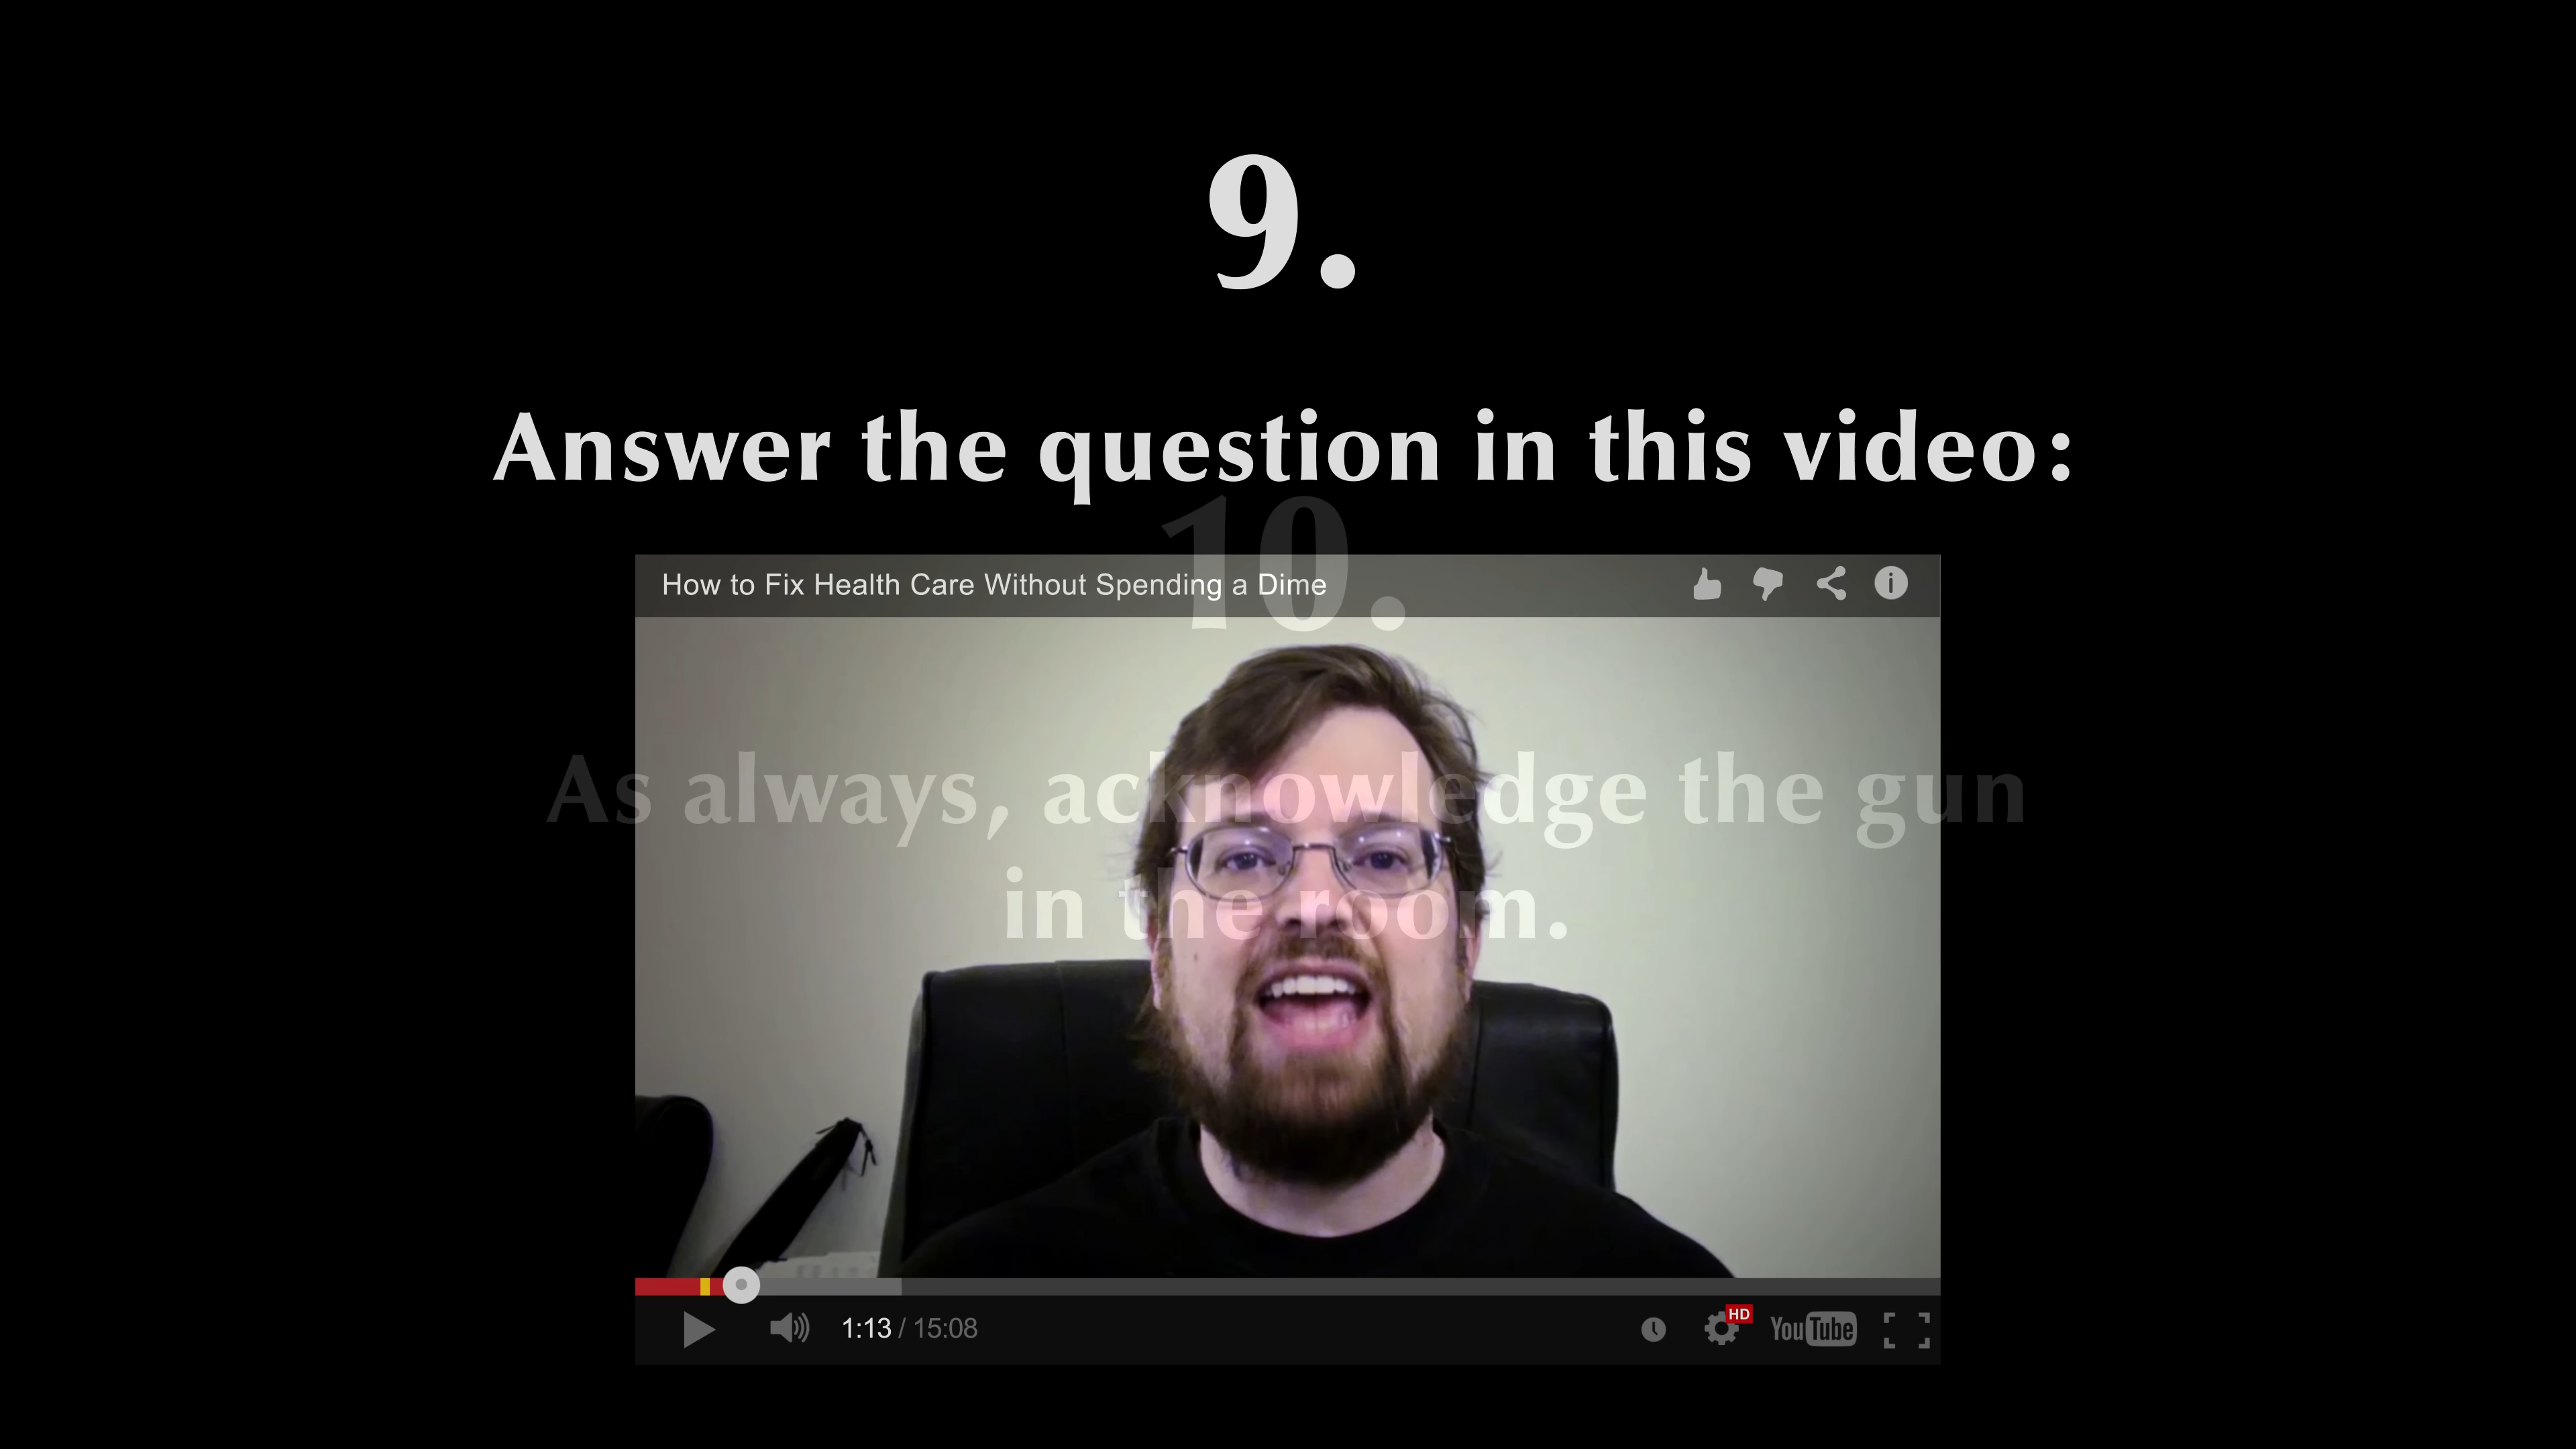 9.
Answer the question in this video:
10.
How to Fix Health Care Without Spending a Dime
As always, acknowledge the gun
in the room.
1:13 / 15:08
HD
YouTube